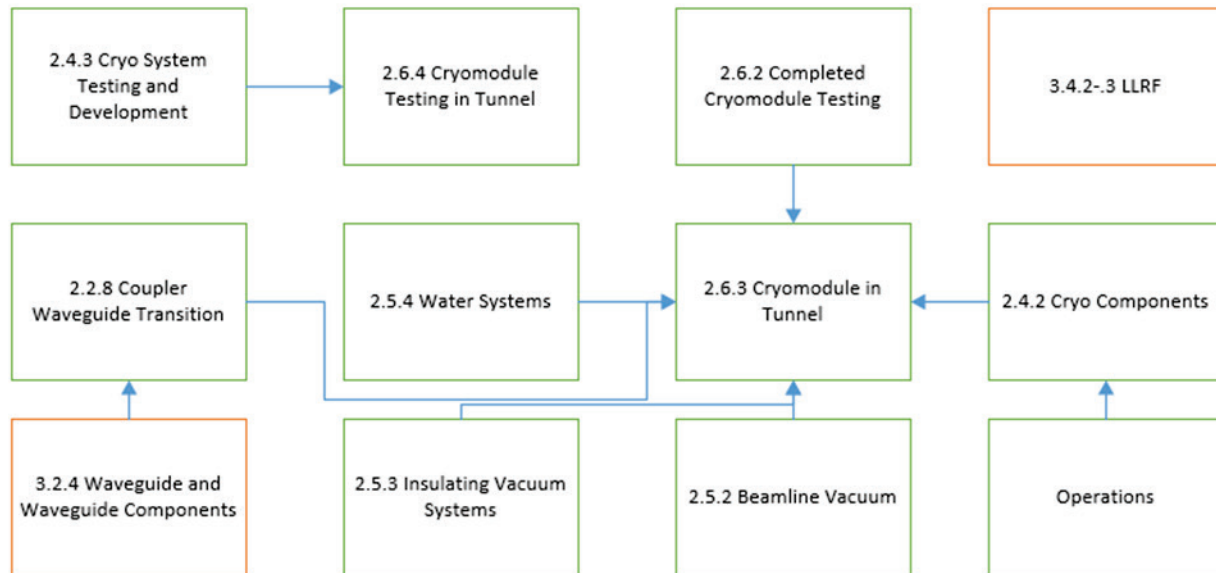 2.4.3 Cryo System
Testing and
Development
2.6.4 Cryomodule
Testing in Tunnel
2.6.2 Completed
Cryomodule Testing
3.4.2-.3 LLRF
2.2.8 Coupler
Waveguide Transition
2.5.4 Water Systems
2.6.3 Cryomodule in
Tunnel
2.4.2 Cryo Components
3.2.4 Waveguide and
Waveguide Components
2.5.3 Insulating Vacuum
Systems
2.5.2 Beamline Vacuum
Operations